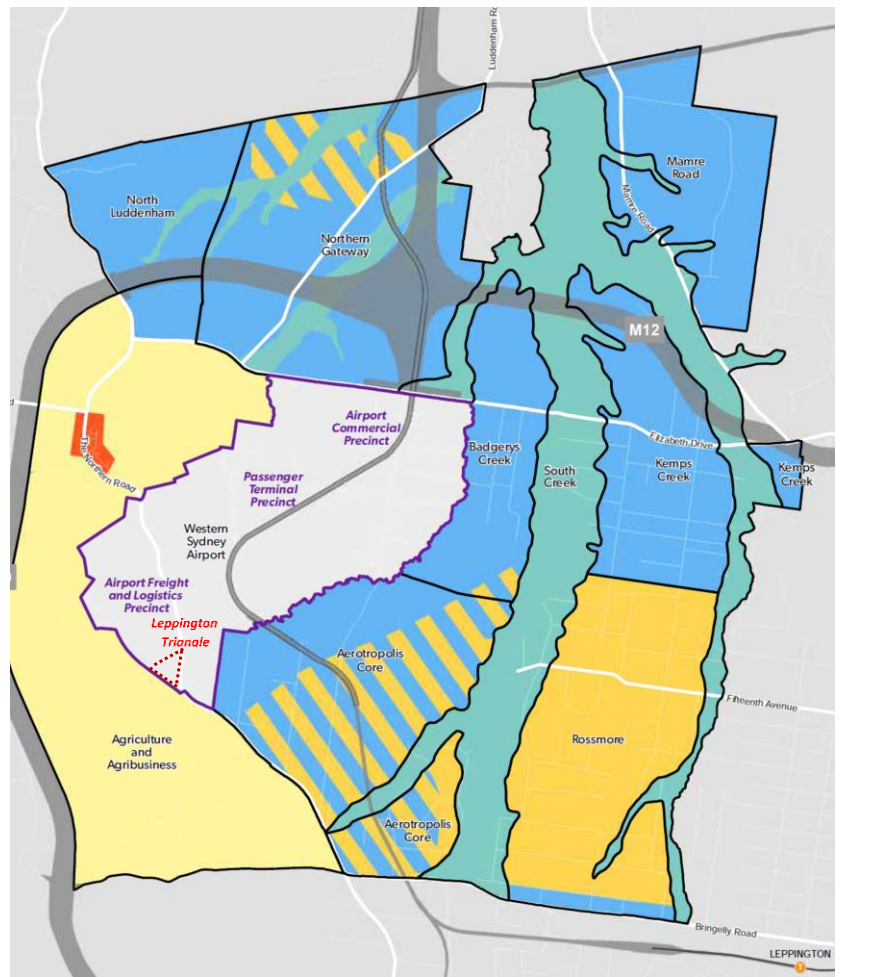 Luddenham Ro
Mamre
Road
North
Luddenham
Mamre Road
Northern
Gateway
M12
d
Airport
Commercial
Precinct
The Northern Road
Elizabeth Drive
Badgerys
Creek
South
Creek
Kemps
Creek
Kemps
Creek
Passenger
Terminal
Precinct
Western
Sydney
Airport
Airport Freight
and Logistics
Precinct
Leppington
Triangle
Aerotropolis
Core
Fifteenth Avenue
Agriculture
and
Agribusiness
Rossmore
Aerotropolis
Core
Bringelly Road
LEPPINGTON
T